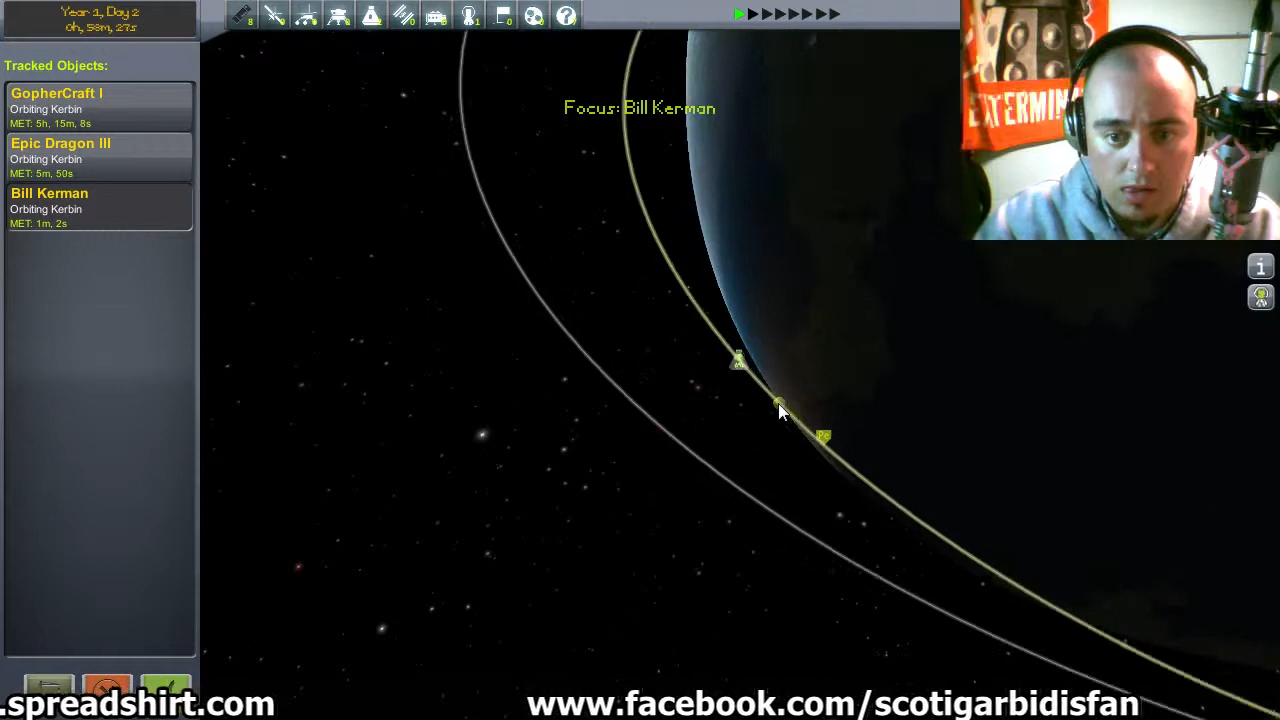 Year 1, Day 2
0h, 58m, 27s
Tracked Objects:
GopherCraft I
Orbiting Kerbin
MET: 5h, 15m, 8s
Epic Dragon III
Orbiting Kerbin
MET: 5m, 50s
Bill Kerman
Orbiting Kerbin
MET: 1m, 2s
Focus: Bill Kerman
Pe
EXTERMIN
.spreadshirt.com
www.facebook.com/scotigarbidisfan